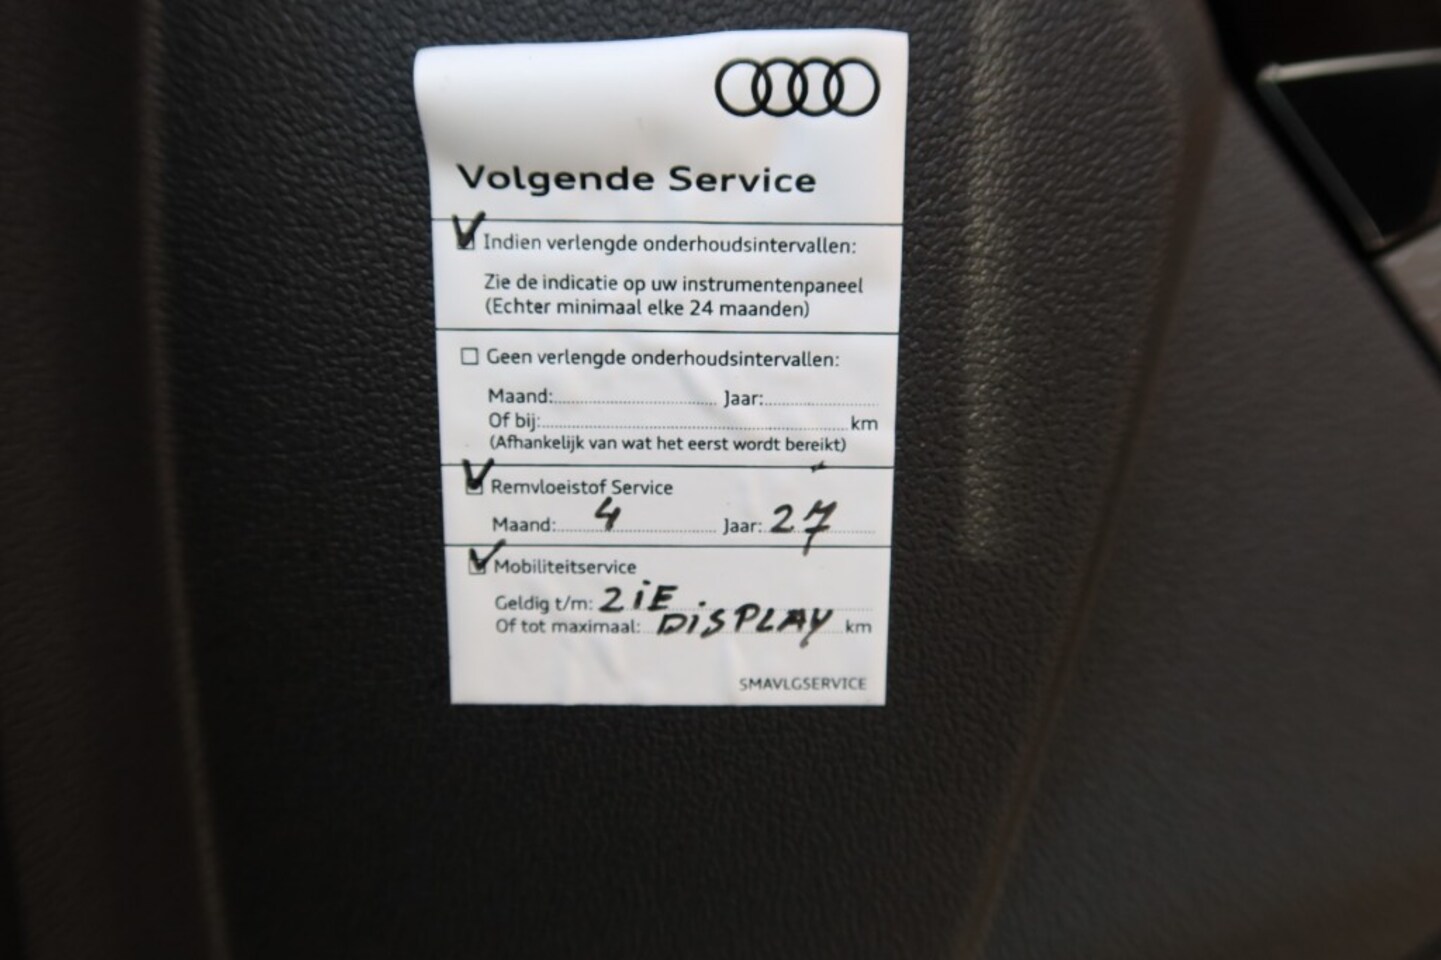 Volgende Service
Indien verlengde onderhoudsintervallen:
Zie de indicatie op uw instrumentenpaneel
(Echter minimaal elke 24 maanden)
Geen verlengde onderhoudsintervallen:
Maand: Jaar:
Of bij: km
(Afhankelijk van wat het eerst wordt bereikt)
Remvloeistof Service
Maand: 4 Jaar: 27
Mobiliteitservice
Geldig t/m: ZIE
Of tot maximaal: DISPLAY km
SMAVLGSERVICE